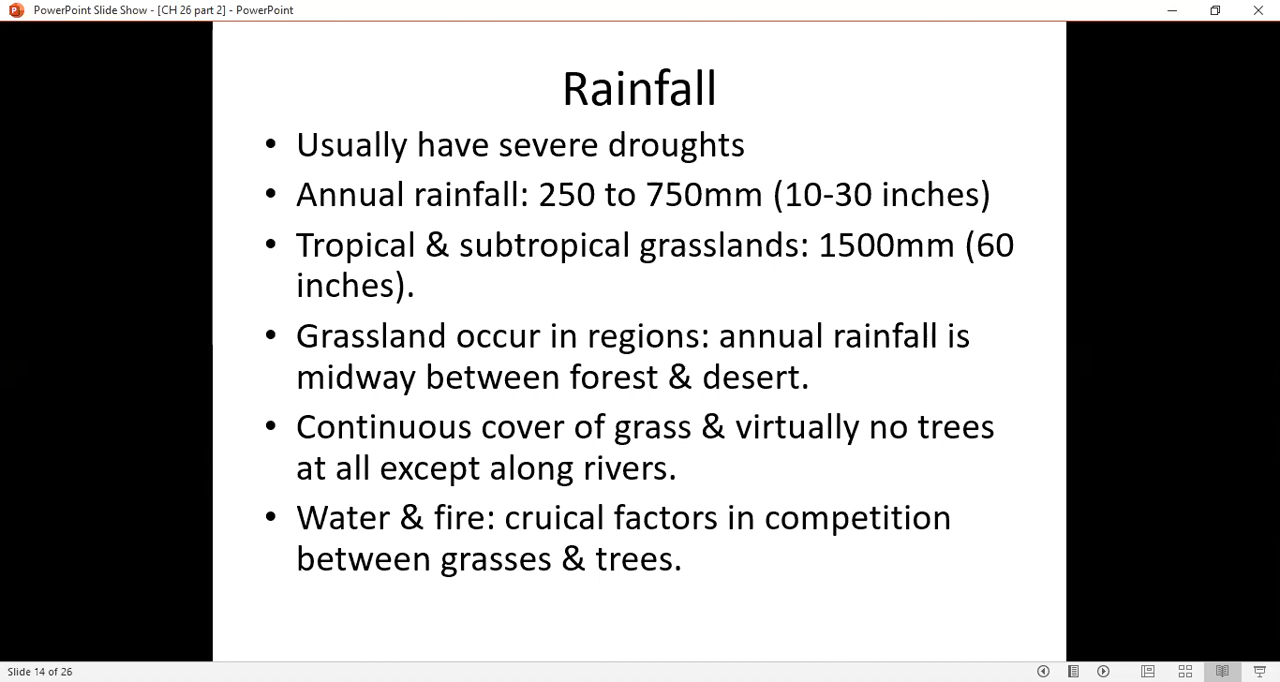 PowerPoint Slide Show - [CH 26 part 2] - PowerPoint
Rainfall
• Usually have severe droughts
• Annual rainfall: 250 to 750mm (10-30 inches)
• Tropical & subtropical grasslands: 1500mm (60
inches).
• Grassland occur in regions: annual rainfall is
midway between forest & desert.
• Continuous cover of grass & virtually no trees
at all except along rivers.
• Water & fire: cruical factors in competition
between grasses & trees.
Slide 14 of 26